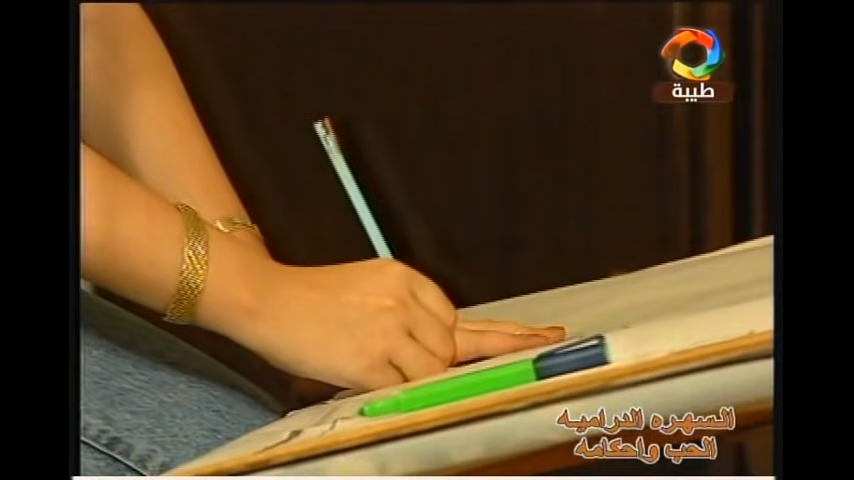 طيبة
السهره الدراميه
الحب واحكامه